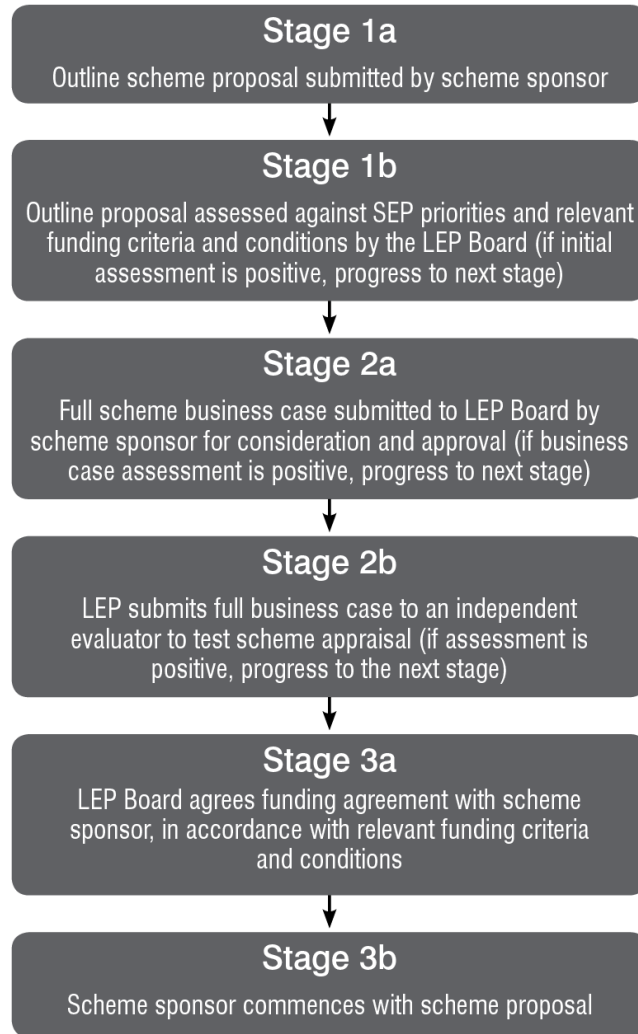 Stage 1a
Outline scheme proposal submitted by scheme sponsor
Stage 1b
Outline proposal assessed against SEP priorities and relevant
funding criteria and conditions by the LEP Board (if initial
assessment is positive, progress to next stage)
Stage 2a
Full scheme business case submitted to LEP Board by
scheme sponsor for consideration and approval (if business
case assessment is positive, progress to next stage)
Stage 2b
LEP submits full business case to an independent
evaluator to test scheme appraisal (if assessment is
positive, progress to the next stage)
Stage 3a
LEP Board agrees funding agreement with scheme
sponsor, in accordance with relevant funding criteria
and conditions
Stage 3b
Scheme sponsor commences with scheme proposal